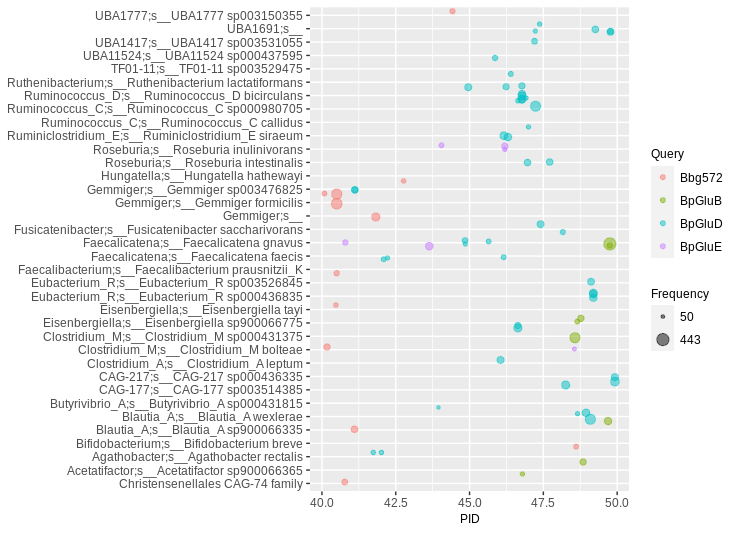 UBA1777;s__UBA1777 sp003150355
UBA1691;s__
UBA1417;s__UBA1417 sp003531055
UBA11524;s__UBA11524 sp000437595
TF01-11;s__TF01-11 sp003529475
Ruthenibacterium;s__Ruthenibacterium lactatiformans
Ruminococcus_D;s__Ruminococcus_D bicirculans
Ruminococcus_C;s__Ruminococcus_C sp000980705
Ruminococcus_C;s__Ruminococcus_C callidus
Ruminiclostridium_E;s__Ruminiclostridium_E siraeum
Roseburia;s__Roseburia inulinivorans
Roseburia;s__Roseburia intestinalis
Hungatella;s__Hungatella hathewayi
Gemmiger;s__Gemmiger sp003476825
Gemmiger;s__Gemmiger formicilis
Gemmiger;s__
Fusicatenibacter;s__Fusicatenibacter saccharivorans
Faecalicatena;s__Faecalicatena gnavus
Faecalicatena;s__Faecalicatena faecis
Faecalibacterium;s__Faecalibacterium prausnitzii_K
Eubacterium_R;s__Eubacterium_R sp003526845
Eubacterium_R;s__Eubacterium_R sp000436835
Eisenbergiella;s__Eisenbergiella tayi
Eisenbergiella;s__Eisenbergiella sp900066775
Clostridium_M;s__Clostridium_M sp000431375
Clostridium_M;s__Clostridium_M bolteae
Clostridium_A;s__Clostridium_A leptum
CAG-217;s__CAG-217 sp000436335
CAG-177;s__CAG-177 sp003514385
Butyrivibrio_A;s__Butyrivibrio_A sp000431815
Blautia_A;s__Blautia_A wexlerae
Blautia_A;s__Blautia_A sp900066335
Bifidobacterium;s__Bifidobacterium breve
Agathobacter;s__Agathobacter rectalis
Acetatifactor;s__Acetatifactor sp900066365
Christensenellales CAG-74 family
40.0 42.5 45.0 47.5 50.0
PID
Query
Bbg572
BpGluB
BpGluD
BpGluE
Frequency
50
443